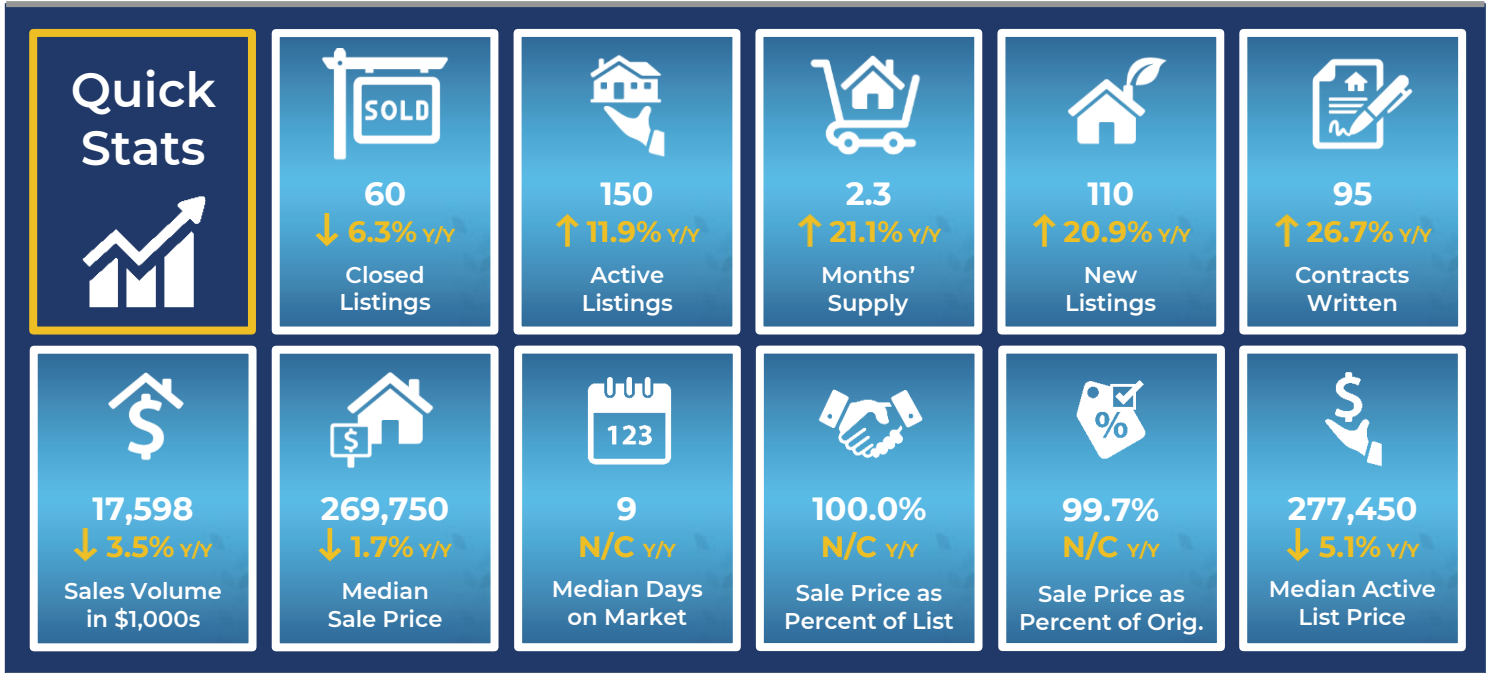 Quick
Stats
SOLD
60
↓ 6.3% Y/Y
Closed
Listings
150
↑ 11.9% Y/Y
Active
Listings
2.3
↑ 21.1% Y/Y
Months’
Supply
110
↑ 20.9% Y/Y
New
Listings
95
↑ 26.7% Y/Y
Contracts
Written
$
17,598
↓ 3.5% Y/Y
Sales Volume
in $1,000s
$
269,750
↓ 1.7% Y/Y
Median
Sale Price
123
9
N/C Y/Y
Median Days
on Market
100.0%
N/C Y/Y
Sale Price as
Percent of List
%
99.7%
N/C Y/Y
Sale Price as
Percent of Orig.
$
277,450
↓ 5.1% Y/Y
Median Active
List Price